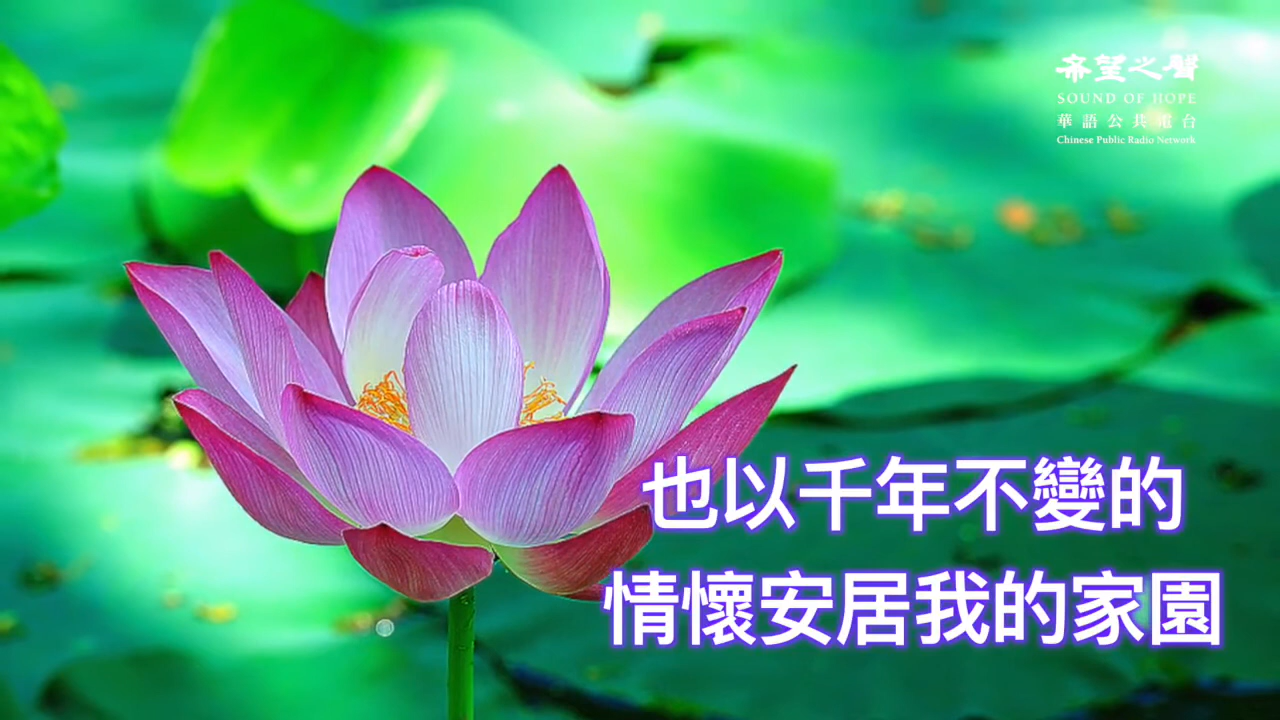 希望之聲
SOUND OF HOPE
華語公共電台
Chinese Public Radio Network
也以千年不變的
情懷安居我的家園